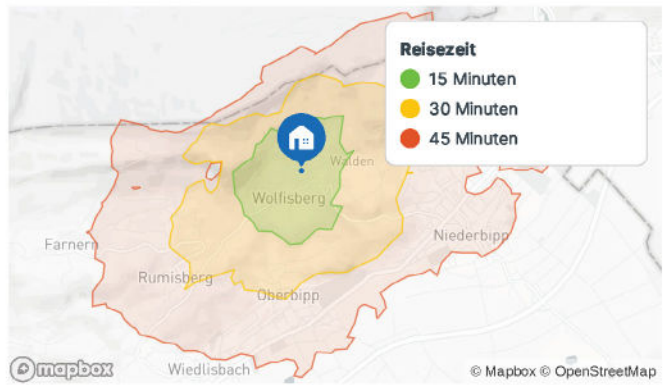 Reisezeit
15 Minuten
30 Minuten
45 Minuten
Walden
Wolfisberg
Farnern
Niederbipp
Rumisberg
Oberbipp
Wiedlisbach
mapbox
© Mapbox © OpenStreetMap